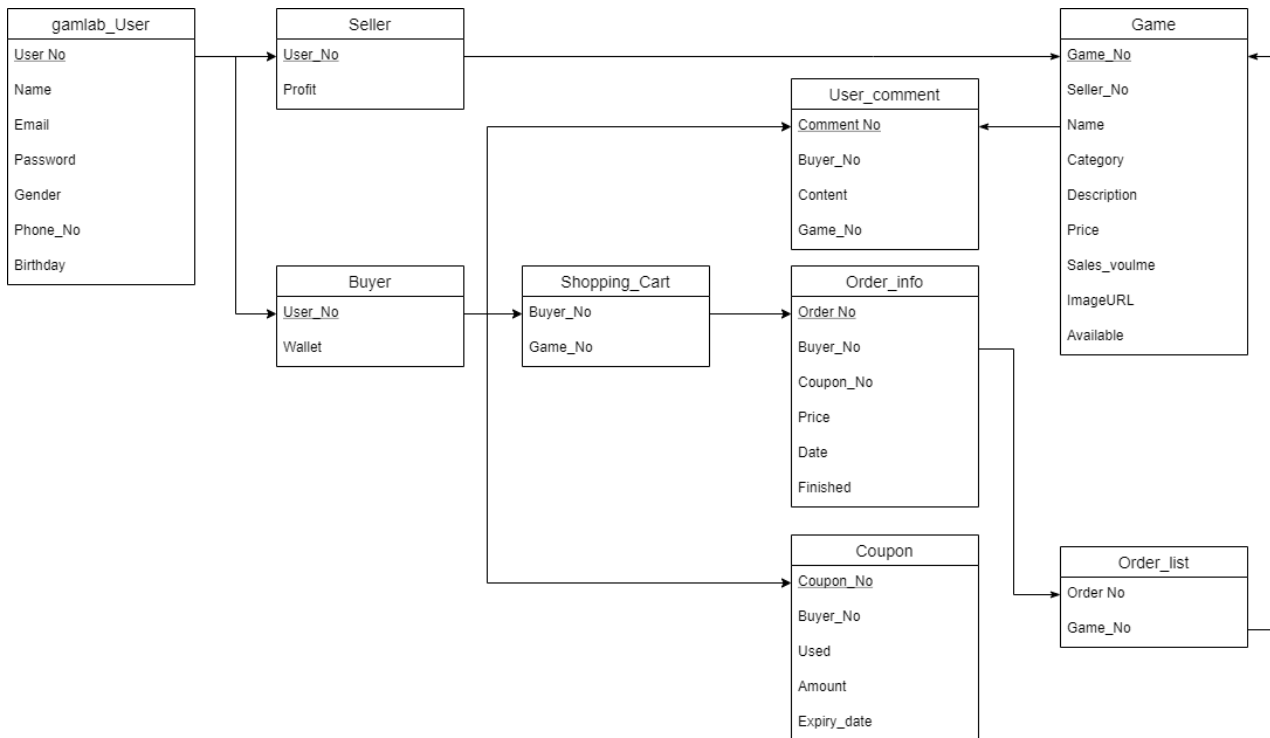 gamlab_User
User No
Name
Email
Password
Gender
Phone_No
Birthday
Seller
User_No
Profit
Buyer
User_No
Wallet
Shopping_Cart
Buyer_No
Game_No
User_comment
Comment No
Buyer_No
Content
Game_No
Order_info
Order No
Buyer_No
Coupon_No
Price
Date
Finished
Coupon
Coupon_No
Buyer_No
Used
Amount
Expiry_date
Game
Game_No
Seller_No
Name
Category
Description
Price
Sales_voulme
ImageURL
Available
Order_list
Order No
Game_No